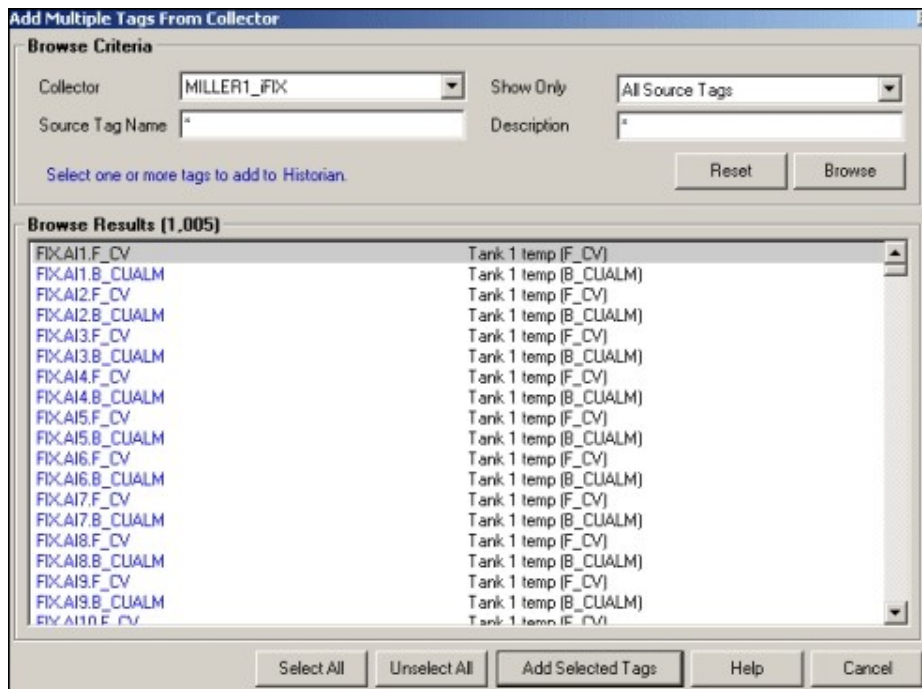 Add Multiple Tags From Collector
Browse Criteria
Collector MILLER1_iFIX Show Only All Source Tags
Source Tag Name * Description *
Select one or more tags to add to Historian. Reset Browse
Browse Results (1,005)
FIX.AI1.F_CV Tank 1 temp (F_CV)
FIX.AI1.B_CUALM Tank 1 temp (B_CUALM)
FIX.AI2.F_CV Tank 1 temp (F_CV)
FIX.AI2.B_CUALM Tank 1 temp (B_CUALM)
FIX.AI3.F_CV Tank 1 temp (F_CV)
FIX.AI3.B_CUALM Tank 1 temp (B_CUALM)
FIX.AI4.F_CV Tank 1 temp (F_CV)
FIX.AI4.B_CUALM Tank 1 temp (B_CUALM)
FIX.AI5.F_CV Tank 1 temp (F_CV)
FIX.AI5.B_CUALM Tank 1 temp (B_CUALM)
FIX.AI6.F_CV Tank 1 temp (F_CV)
FIX.AI6.B_CUALM Tank 1 temp (B_CUALM)
FIX.AI7.F_CV Tank 1 temp (F_CV)
FIX.AI7.B_CUALM Tank 1 temp (B_CUALM)
FIX.AI8.F_CV Tank 1 temp (F_CV)
FIX.AI8.B_CUALM Tank 1 temp (B_CUALM)
FIX.AI9.F_CV Tank 1 temp (F_CV)
FIX.AI9.B_CUALM Tank 1 temp (B_CUALM)
FIX.AI10.F_CV Tank 1 temp (F_CV)
Select All Unselect All Add Selected Tags Help Cancel